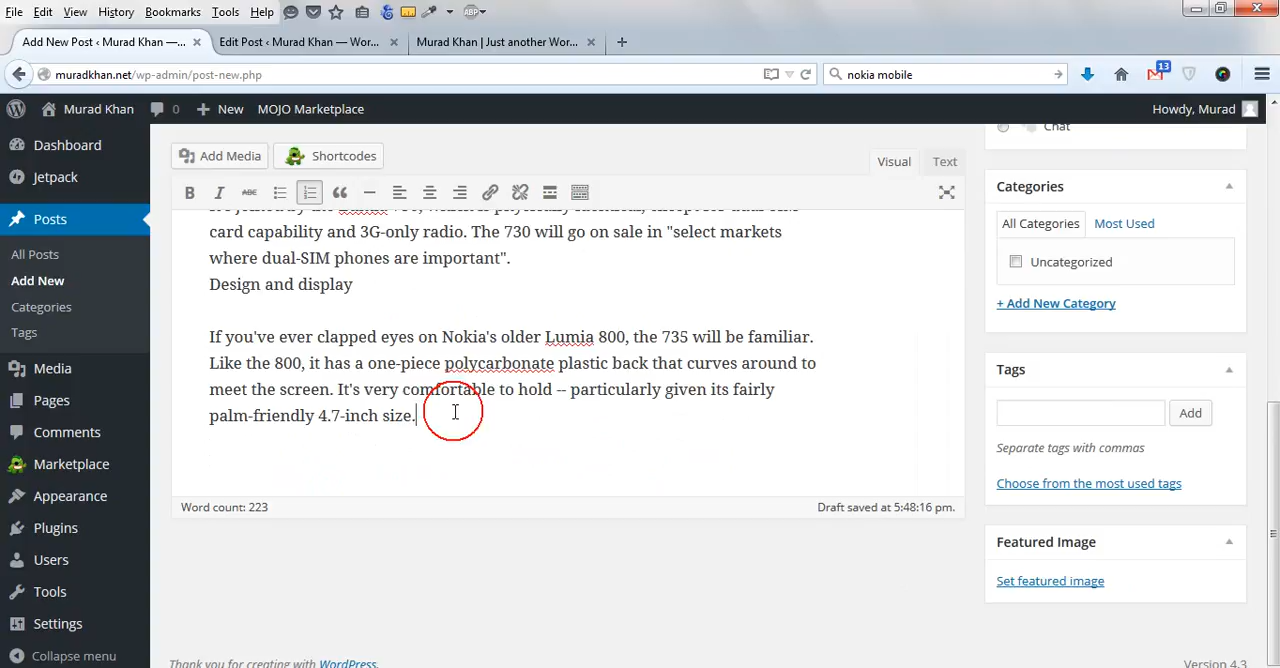 File Edit View History Bookmarks Tools Help ABP
Add New Post ‹ Murad Khan —... × Edit Post ‹ Murad Khan — Wor... × Murad Khan | Just another Wor... × +
muradkhan.net/wp-admin/post-new.php nokia mobile 13
Murad Khan 0 + New MOJO Marketplace Howdy, Murad
Dashboard
Jetpack
Posts
All Posts
Add New
Categories
Tags
Media
Pages
Comments
Marketplace
Appearance
Plugins
Users
Tools
Settings
Collapse menu
Add Media Shortcodes Visual Text
B I ABC
card capability and 3G-only radio. The 730 will go on sale in "select markets
where dual-SIM phones are important".
Design and display
If you've ever clapped eyes on Nokia's older Lumia 800, the 735 will be familiar.
Like the 800, it has a one-piece polycarbonate plastic back that curves around to
meet the screen. It's very comfortable to hold -- particularly given its fairly
palm-friendly 4.7-inch size.
Word count: 223 Draft saved at 5:48:16 pm.
Chat
Categories
All Categories Most Used
Uncategorized
+ Add New Category
Tags
Add
Separate tags with commas
Choose from the most used tags
Featured Image
Set featured image
Thank you for creating with WordPress. Version 4.3